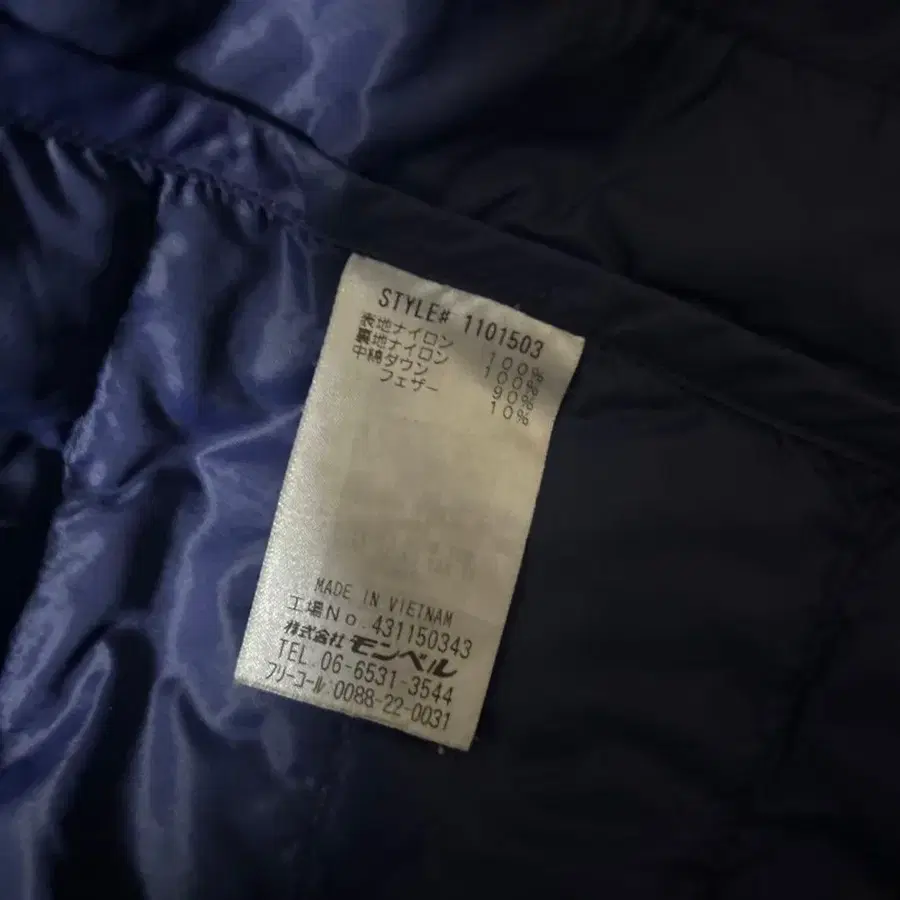 STYLE# 1101503
表地ナイロン 100%
裏地ナイロン 100%
中綿ダウン 90%
フェザー 10%
MADE IN VIETNAM
工場No.431150343
株式会社モンベル
TEL.06-6531-3544
フリーコール:0088-22-0031